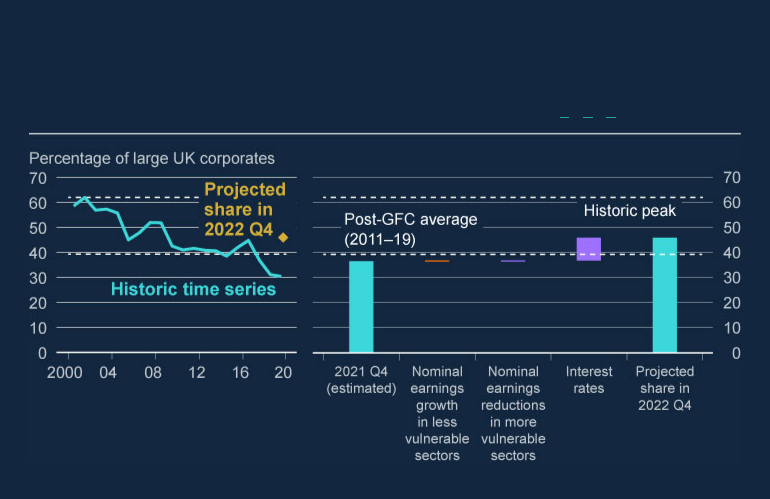 Percentage of large UK corporates
70
60
50
40
30
20
10
0
2000 04 08 12 16 20
Projected
share in
2022 Q4
Historic time series
Post-GFC average
(2011–19)
Historic peak
70
60
50
40
30
20
10
0
2021 Q4
(estimated)
Nominal
earnings
growth
in less
vulnerable
sectors
Nominal
earnings
reductions
in more
vulnerable
sectors
Interest
rates
Projected
share in
2022 Q4